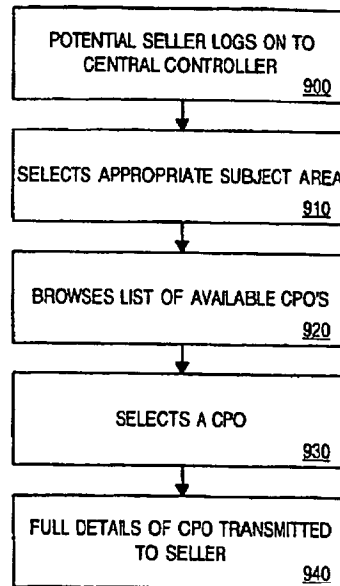 POTENTIAL SELLER LOGS ON TO
CENTRAL CONTROLLER
900
SELECTS APPROPRIATE SUBJECT AREA
910
BROWSES LIST OF AVAILABLE CPO'S
920
SELECTS A CPO
930
FULL DETAILS OF CPO TRANSMITTED
TO SELLER
940